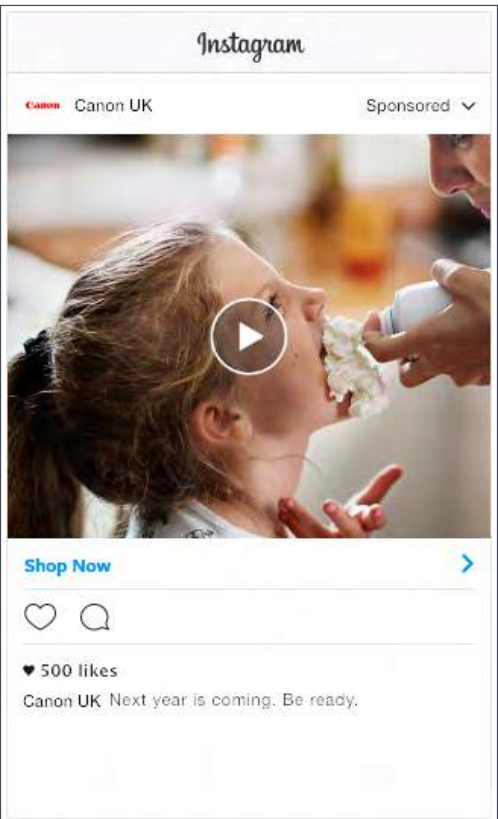 Instagram
Canon Canon UK Sponsored
Shop Now
500 likes
Canon UK Next year is coming. Be ready.